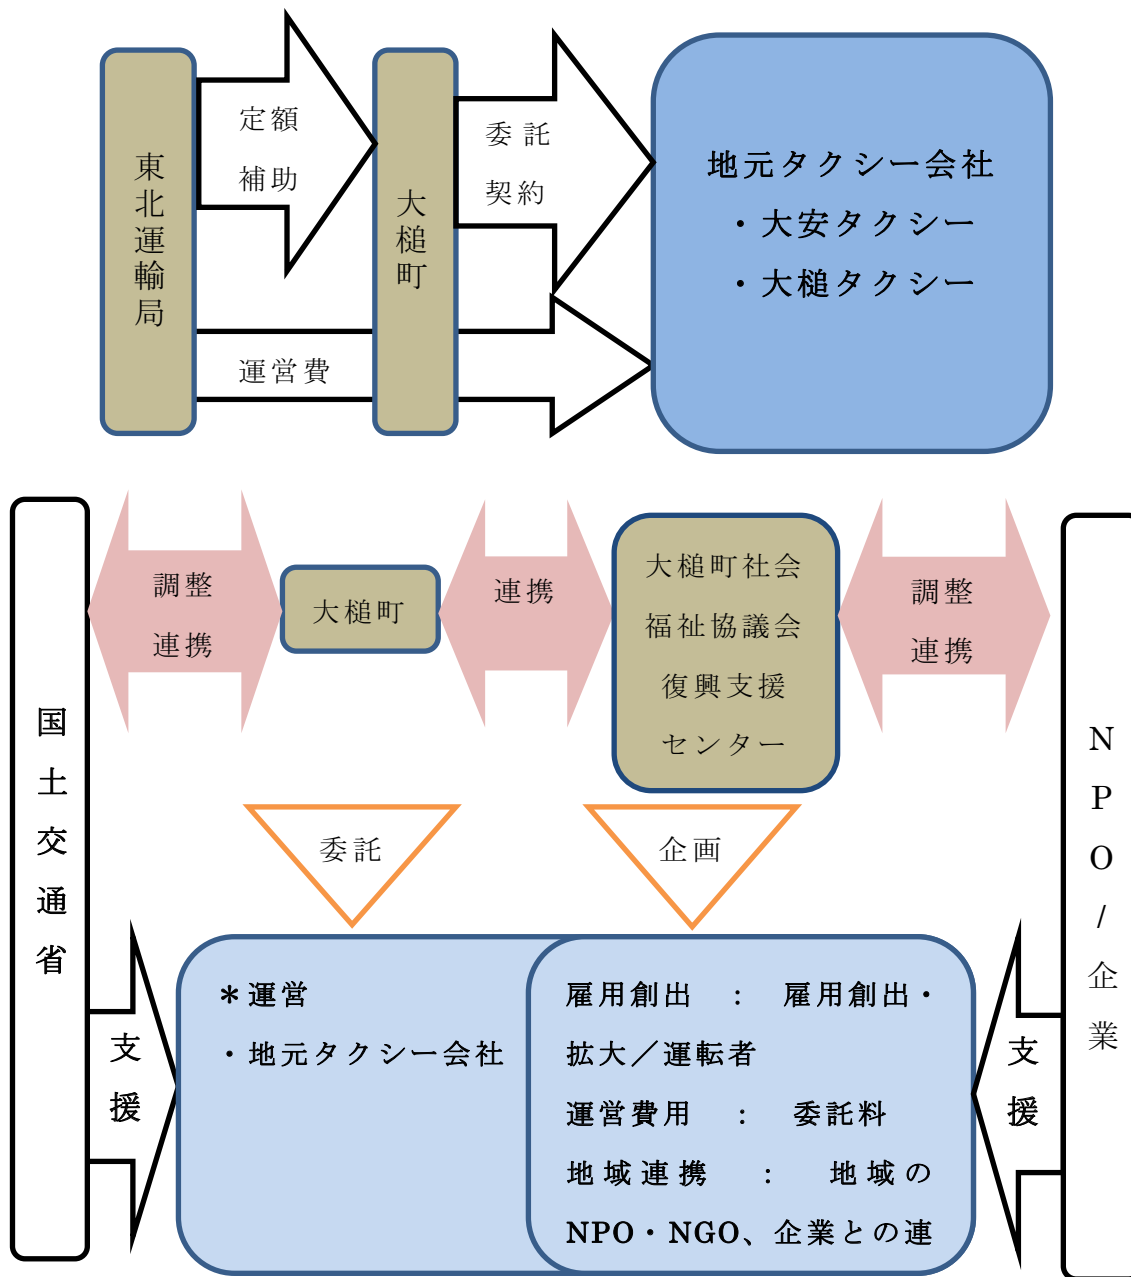 東北運輸局
定額
補助
大槌町
委託
契約
運営費
地元タクシー会社
・大安タクシー
・大槌タクシー
国土交通省
調整
連携
大槌町
連携
大槌町社会
福祉協議会
復興支援
センター
調整
連携
NPO/企業
委託
企画
支援
＊運営
・地元タクシー会社
雇用創出 : 雇用創出・
拡大／運転者
運営費用 : 委託料
地域連携 : 地域の
NPO・NGO、企業との連
支援